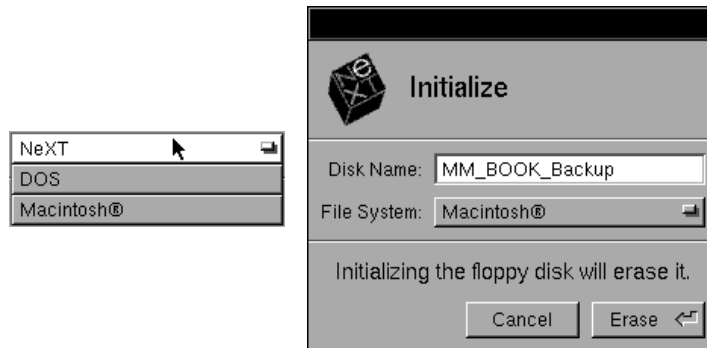 NeXT
DOS
Macintosh®
NeXT
Initialize
Disk Name: MM_BOOK_Backup
File System: Macintosh®
Initializing the floppy disk will erase it.
Cancel Erase